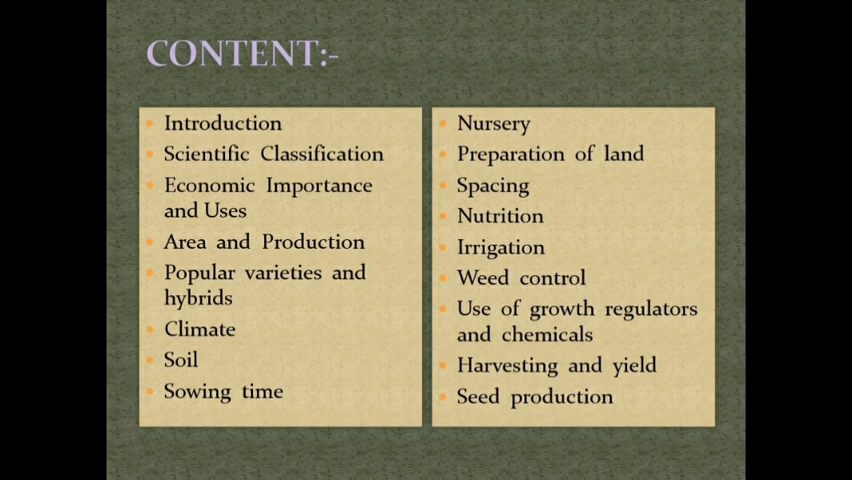 CONTENT:-
Introduction
Scientific Classification
Economic Importance
and Uses
Area and Production
Popular varieties and
hybrids
Climate
Soil
Sowing time
Nursery
Preparation of land
Spacing
Nutrition
Irrigation
Weed control
Use of growth regulators
and chemicals
Harvesting and yield
Seed production